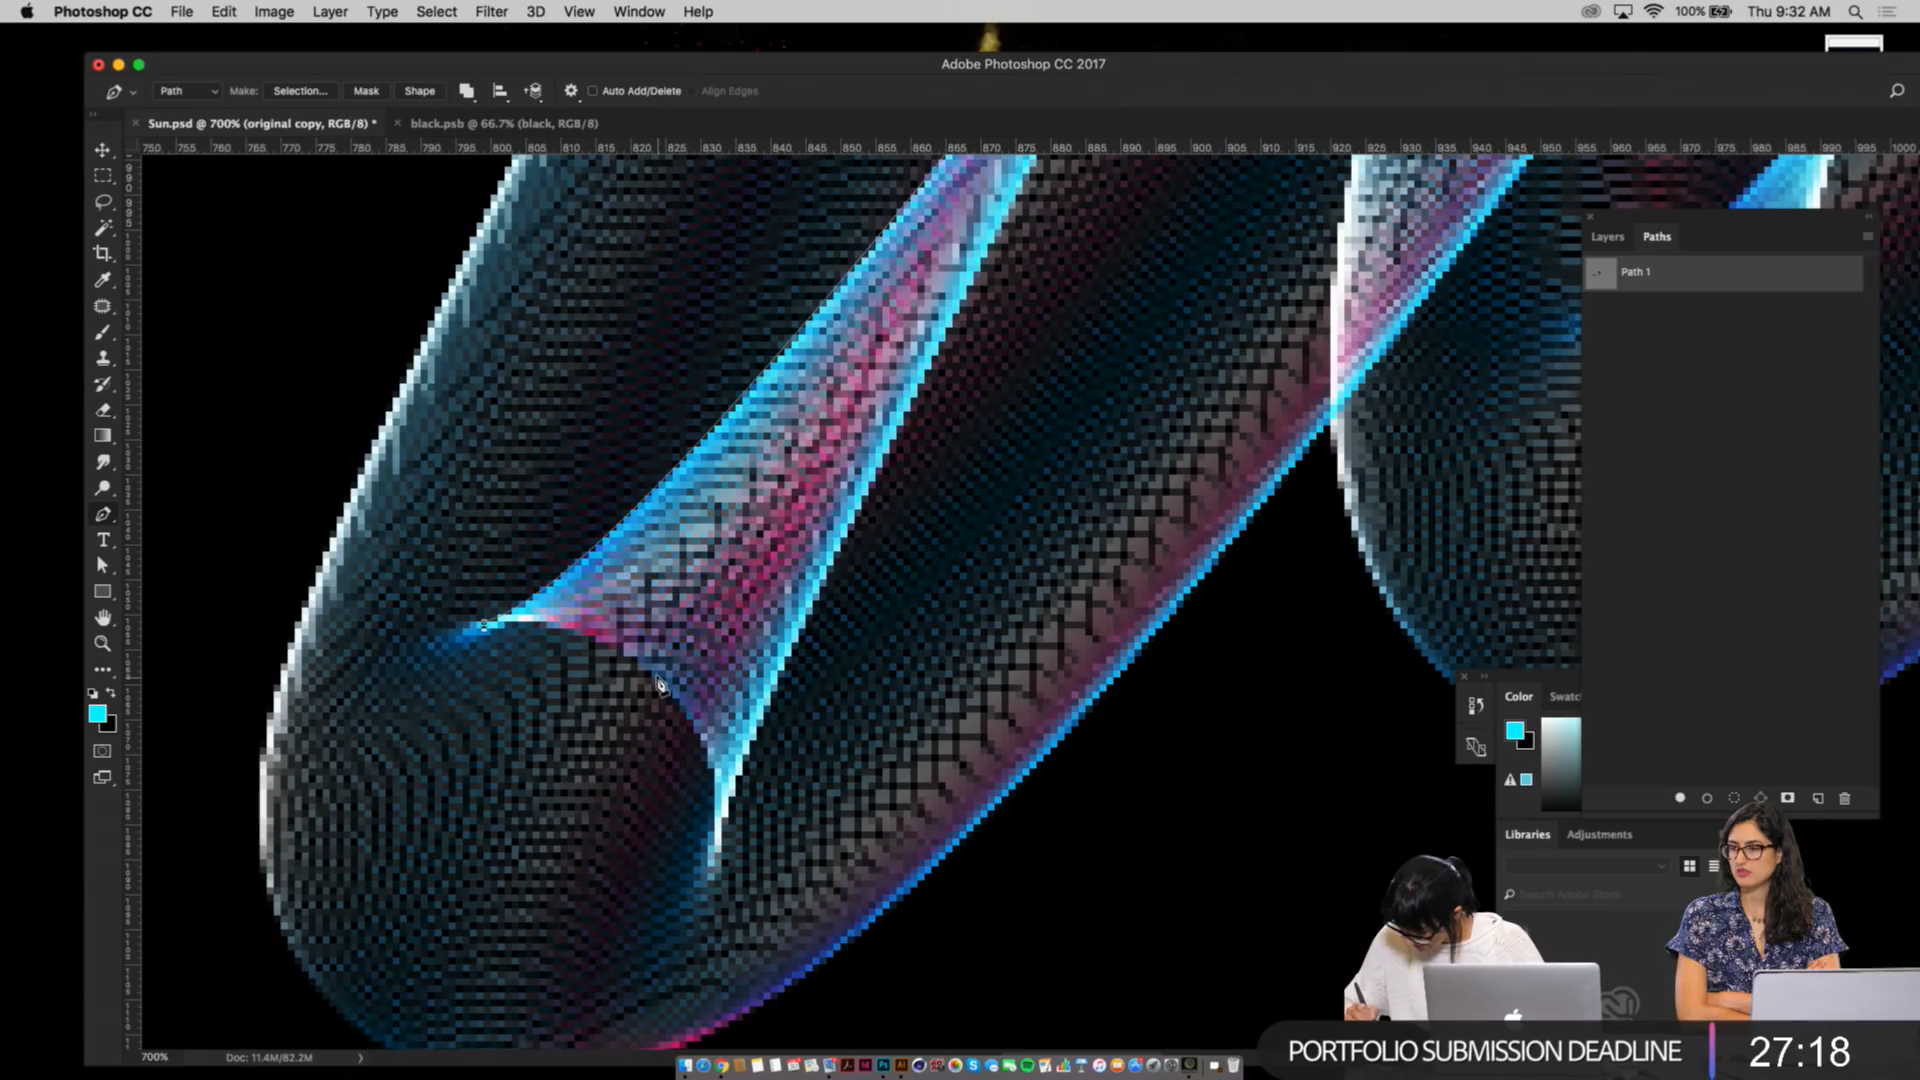 Photoshop CC File Edit Image Layer Type Select Filter 3D View Window Help 100% Thu 9:32 AM
Adobe Photoshop CC 2017
Path Make: Selection... Mask Shape Auto Add/Delete Align Edges
Sun.psd @ 700% (original copy, RGB/8) * black.psb @ 66.7% (black, RGB/8)
750 755 760 765 770 775 780 785 790 795 800 805 810 815 820 825 830 835 840 845 850 855 860 865 870 875 880 885 890 895 900 905 910 915 920 925 930 935 940 945 950 955 960 965 970 975 980 985 990 995 1000
Layers Paths
Path 1
Color Swatc
Libraries Adjustments
Search Adobe Stock
700% Doc: 11.4M/82.2M
PORTFOLIO SUBMISSION DEADLINE 27:18